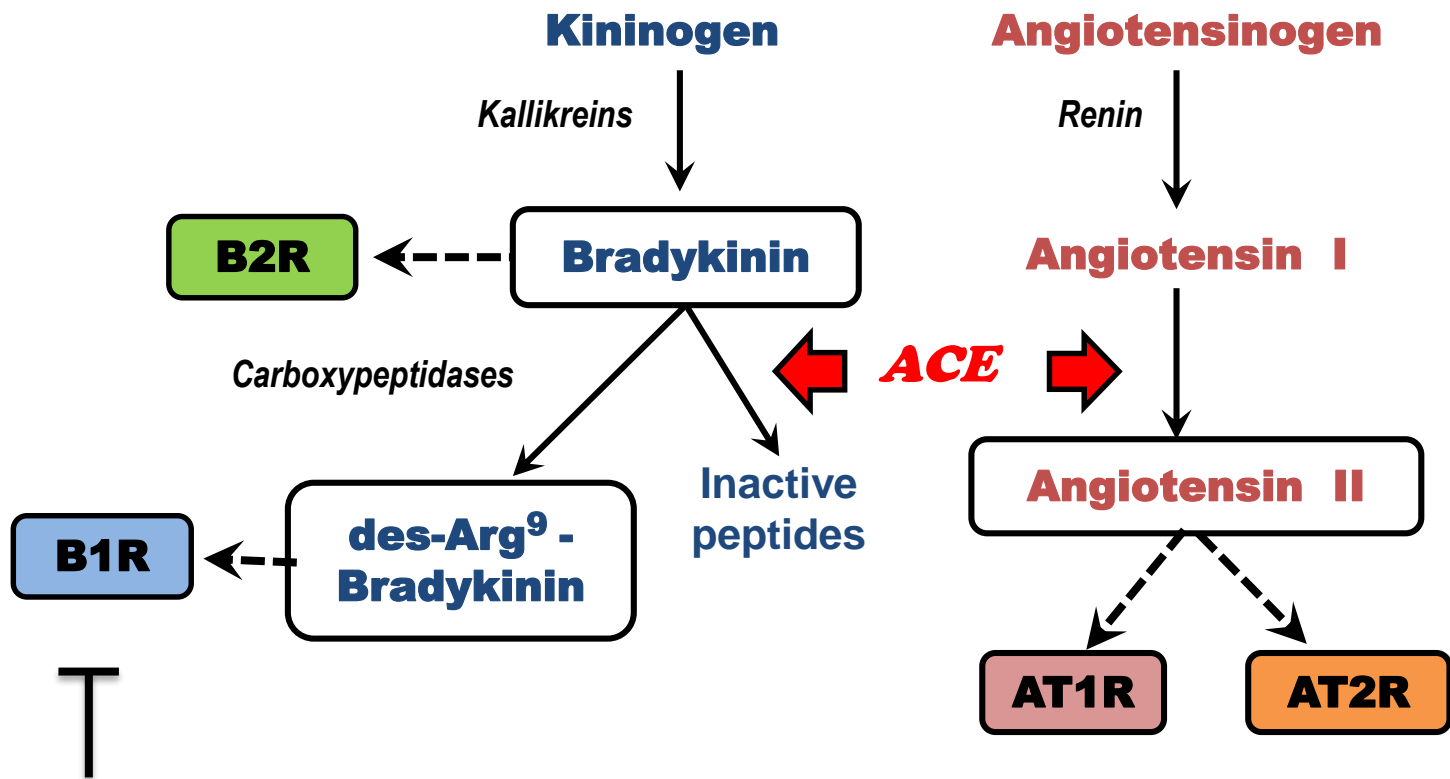 Kininogen
Angiotensinogen
Kallikreins
Renin
B2R
Bradykinin
Angiotensin I
Carboxypeptidases
ACE
Inactive
peptides
Angiotensin II
B1R
des-Arg⁹ -
Bradykinin
AT1R
AT2R